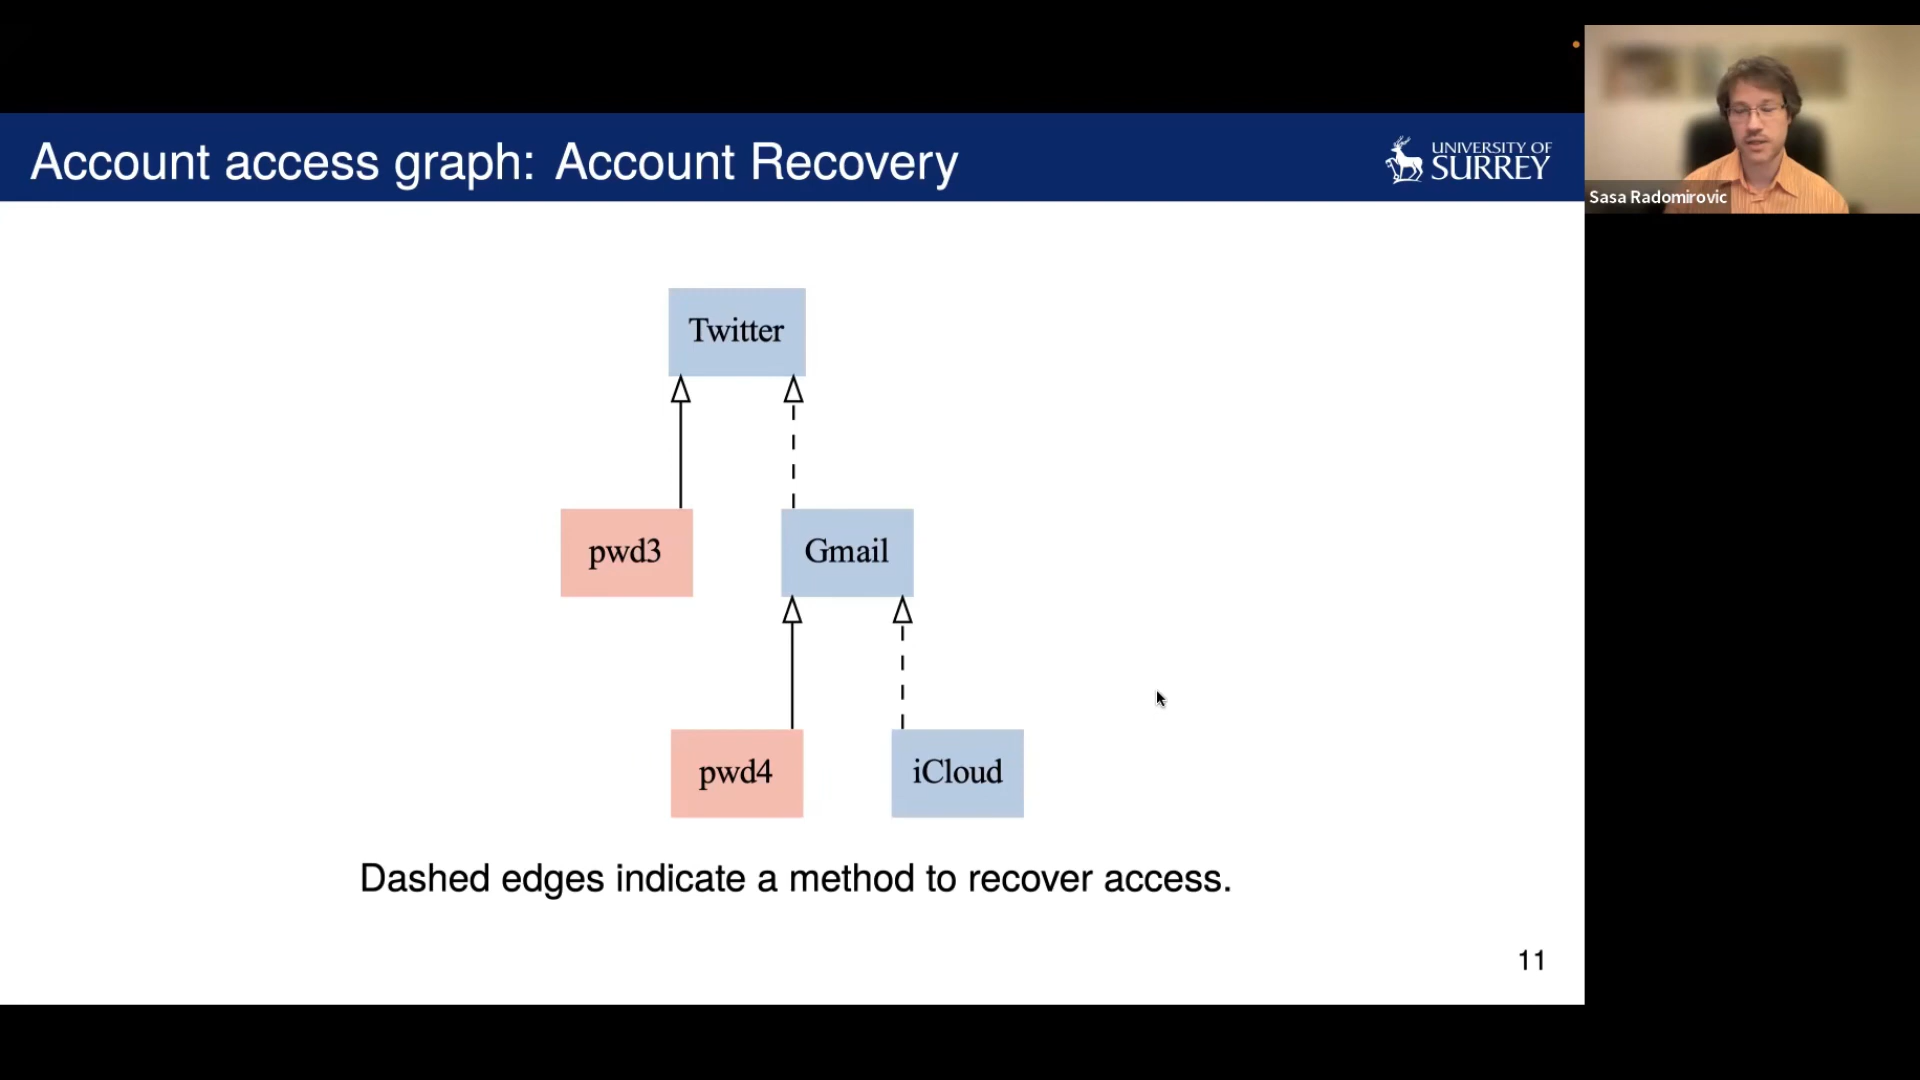 Account access graph: Account Recovery
UNIVERSITY OF
SURREY
Sasa Radomirovic
Twitter
pwd3
Gmail
pwd4
iCloud
Dashed edges indicate a method to recover access.
11